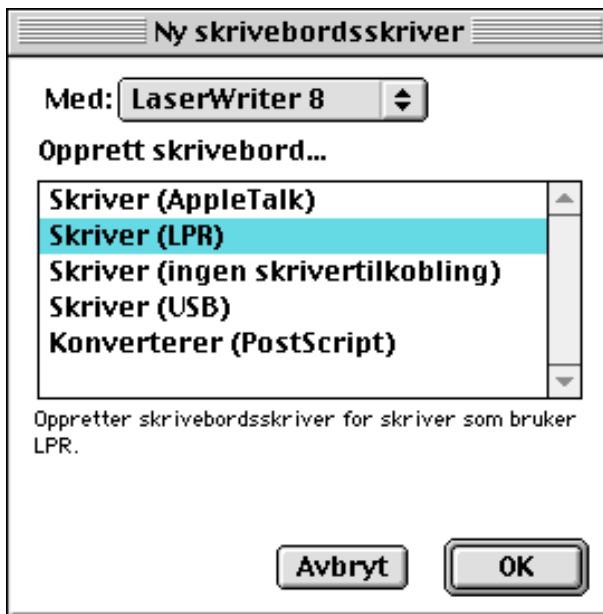 Ny skrivebordsskriver
Med: LaserWriter 8
Opprett skrivebord...
Skriver (AppleTalk)
Skriver (LPR)
Skriver (ingen skrivertilkobling)
Skriver (USB)
Konverterer (PostScript)
Oppretter skrivebordsskriver for skriver som bruker
LPR.
Avbryt OK